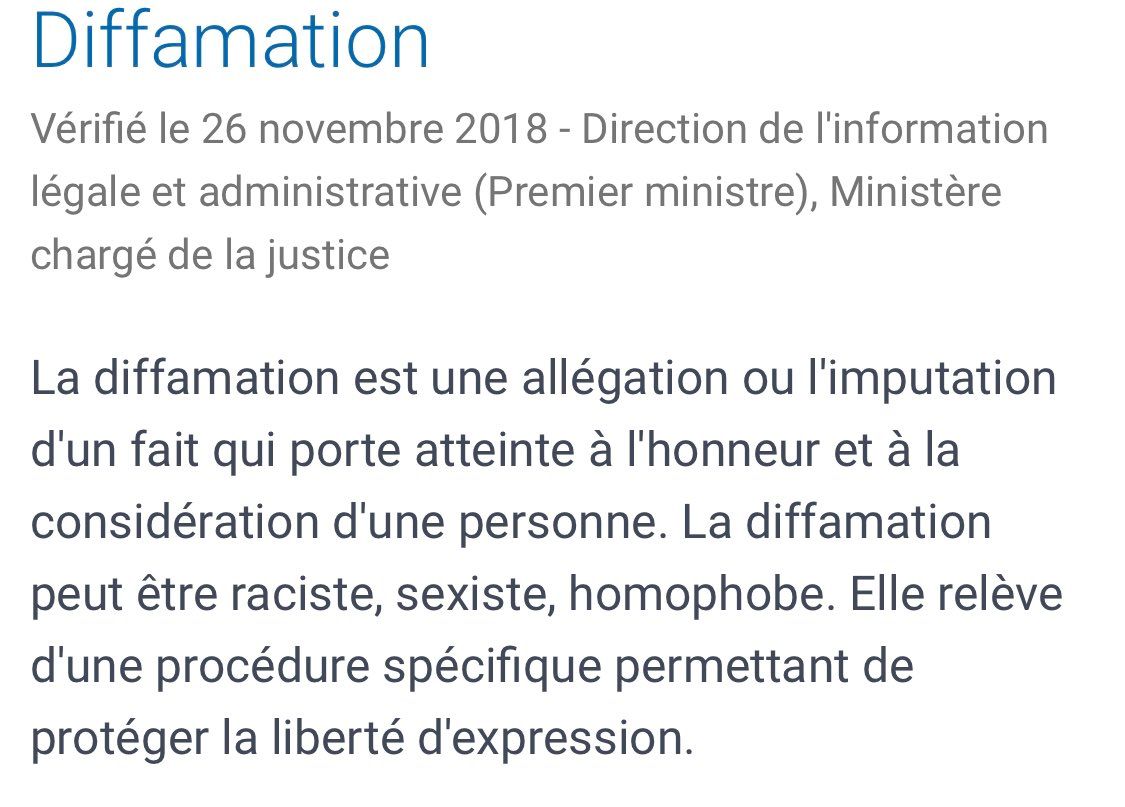 Diffamation
Vérifié le 26 novembre 2018 - Direction de l'information
légale et administrative (Premier ministre), Ministère
chargé de la justice
La diffamation est une allégation ou l'imputation
d'un fait qui porte atteinte à l'honneur et à la
considération d'une personne. La diffamation
peut être raciste, sexiste, homophobe. Elle relève
d'une procédure spécifique permettant de
protéger la liberté d'expression.